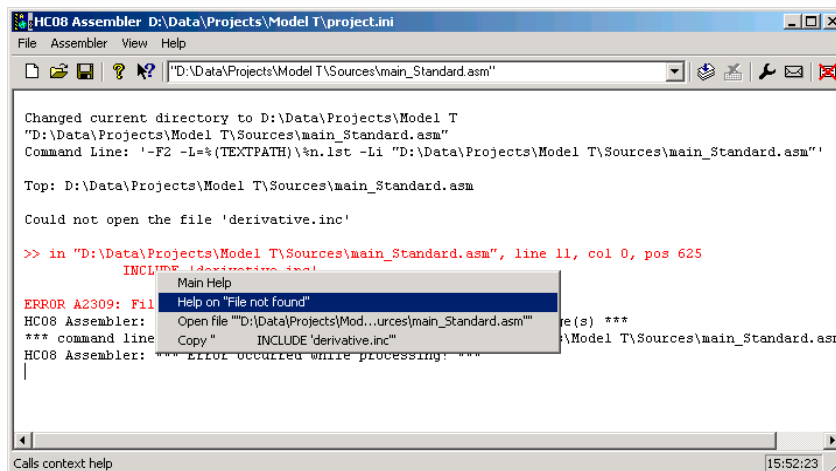 HC08 Assembler D:\Data\Projects\Model T\project.ini
File Assembler View Help
"D:\Data\Projects\Model T\Sources\main_Standard.asm"
Changed current directory to D:\Data\Projects\Model T
"D:\Data\Projects\Model T\Sources\main_Standard.asm"
Command Line: '-F2 -L=%(TEXTPATH)\%n.lst -Li "D:\Data\Projects\Model T\Sources\main_Standard.asm"'
Top: D:\Data\Projects\Model T\Sources\main_Standard.asm
Could not open the file 'derivative.inc'
>> in "D:\Data\Projects\Model T\Sources\main_Standard.asm", line 11, col 0, pos 625
INCLUDE 'derivative.inc'
Main Help
ERROR A2309: Fil
Help on "File not found"
HC08 Assembler:
Open file ""D:\Data\Projects\Mod...urces\main_Standard.asm""
e(s) ***
*** command line
Copy " INCLUDE 'derivative.inc'"
\Model T\Sources\main_Standard.asm
HC08 Assembler: *** Error occurred while processing! ***
Calls context help
15:52:23